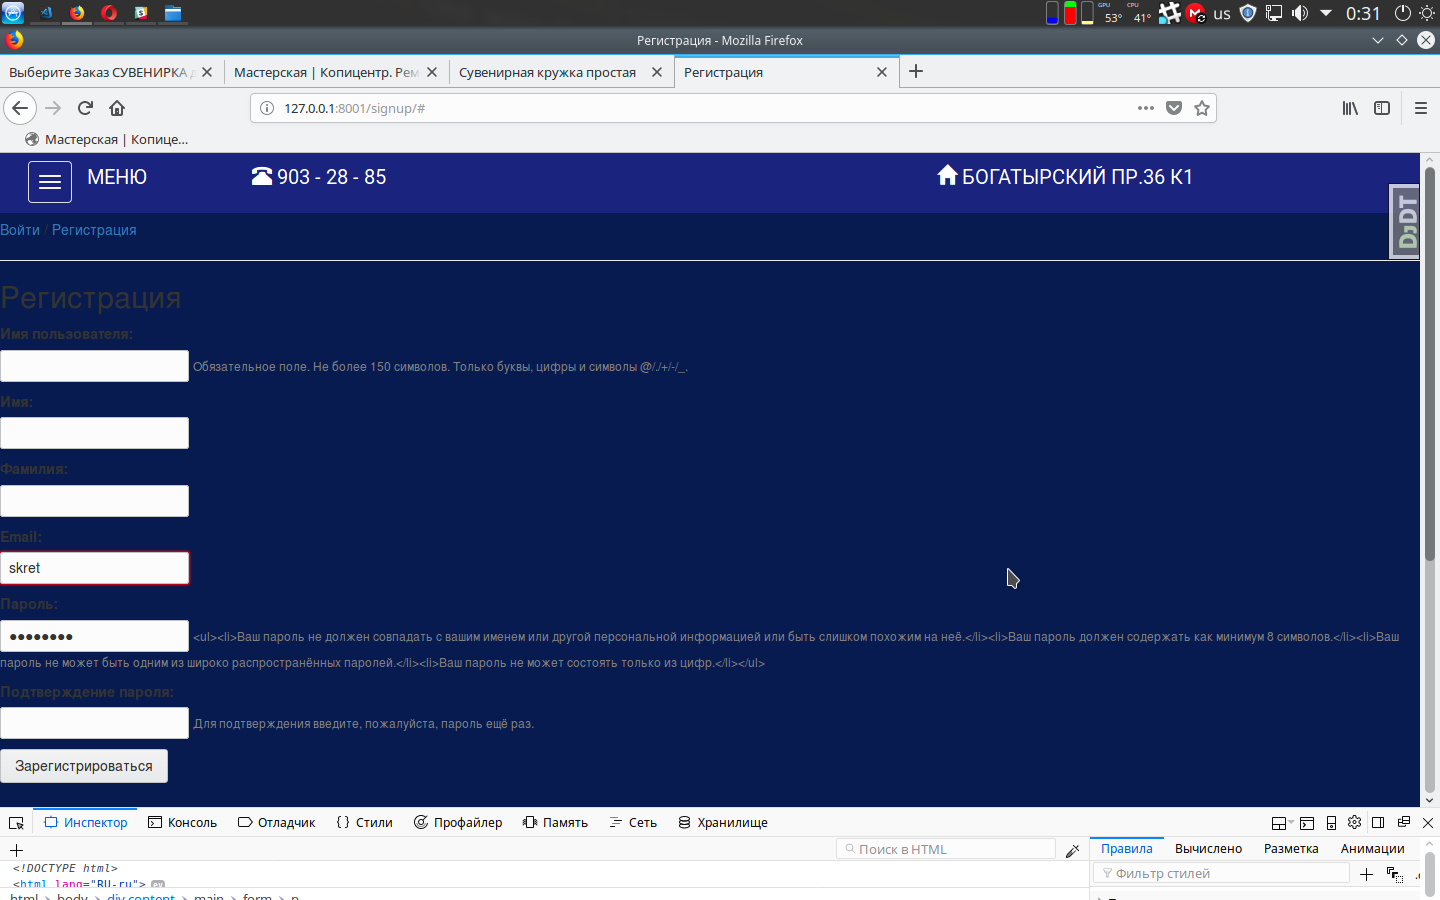 GPU CPU
53° 41° us 0:31
Регистрация - Mozilla Firefox
Выберите Заказ СУВЕНИРКА Мастерская | Копицентр. Рем Сувенирная кружка простая Регистрация
127.0.0.1:8001/signup/#
Мастерская | Копице...
МЕНЮ 903 - 28 - 85 БОГАТЫРСКИЙ ПР.36 К1
DJDT
Войти / Регистрация
Регистрация
Имя пользователя:
Обязательное поле. Не более 150 символов. Только буквы, цифры и символы @/./+/-/_.
Имя:
Фамилия:
Email:
skret
Пароль:
●●●●●●●● <ul><li>Ваш пароль не должен совпадать с вашим именем или другой персональной информацией или быть слишком похожим на неё.</li><li>Ваш пароль должен содержать как минимум 8 символов.</li><li>Ваш
пароль не может быть одним из широко распространённых паролей.</li><li>Ваш пароль не может состоять только из цифр.</li></ul>
Подтверждение пароля:
Для подтверждения введите, пожалуйста, пароль ещё раз.
Зарегистрироваться
Инспектор Консоль Отладчик Стили Профайлер Память Сеть Хранилище
Поиск в HTML Правила Вычислено Разметка Анимации
<!DOCTYPE html> Фильтр стилей
<html lang="RU-ru"> ev
html > body > div.content > main > form > p